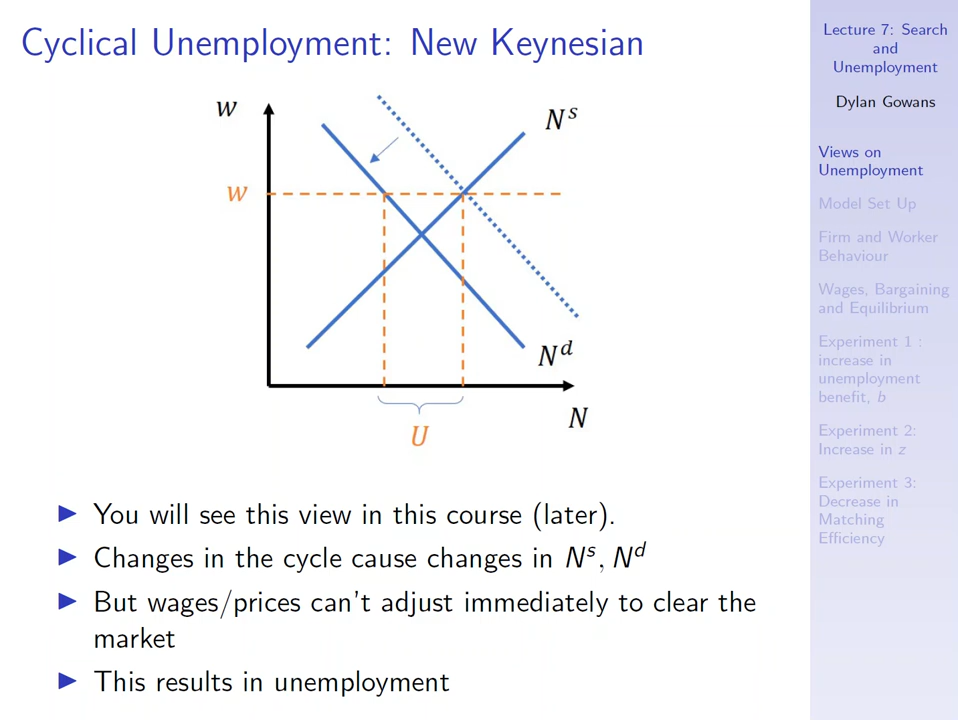 Cyclical Unemployment: New Keynesian
w
N^s
w
N^d
N
U
▶ You will see this view in this course (later).
▶ Changes in the cycle cause changes in N^s, N^d
▶ But wages/prices can't adjust immediately to clear the
market
▶ This results in unemployment
Lecture 7: Search
and
Unemployment
Dylan Gowans
Views on
Unemployment
Model Set Up
Firm and Worker
Behaviour
Wages, Bargaining
and Equilibrium
Experiment 1 :
increase in
unemployment
benefit, b
Experiment 2:
Increase in z
Experiment 3:
Decrease in
Matching
Efficiency